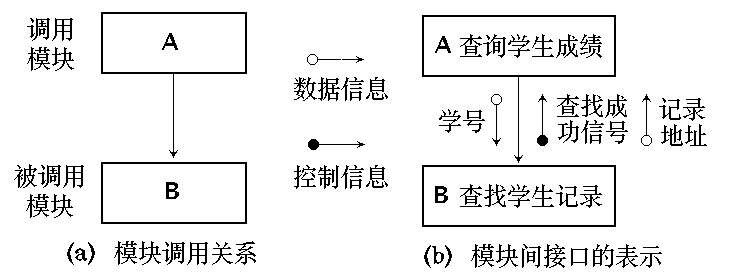 调用
模块
A
被调用
模块
B
(a) 模块调用关系
数据信息
控制信息
A 查询学生成绩
学号
查找成
功信号
记录
地址
B 查找学生记录
(b) 模块间接口的表示